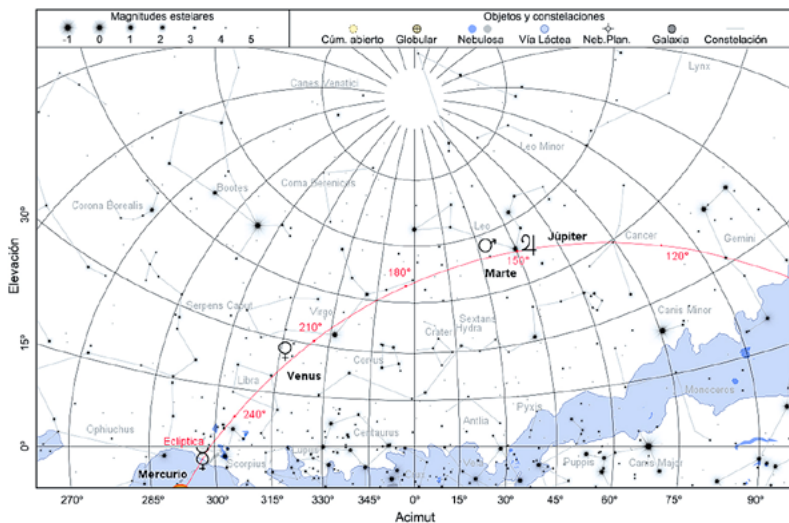 Magnitudes estelares
-1 0 1 2 3 4 5
Objetos y constelaciones
Cúm. abierto Globular Nebulosa Vía Láctea Neb.Plan. Galaxia Constelación
Lynx
Canes Venatici
Leo Minor
Coma Berenices
Bootes
Corona Borealis
Leo
Cancer
Gemini
Júpiter
Marte
150°
120°
180°
Serpens Caput
Virgo
210°
Sextans
Hydra
Crater
Canis Minor
Corvus
Venus
Libra
Monoceros
240°
Pyxis
Antlia
Ophiuchus
Centaurus
Eclíptica
Scorpius
Lupus
Vela
Puppis
Canis Major
Mercurio
Elevación
30°
15°
0°
270° 285° 300° 315° 330° 345° 0° 15° 30° 45° 60° 75° 90°
Acimut